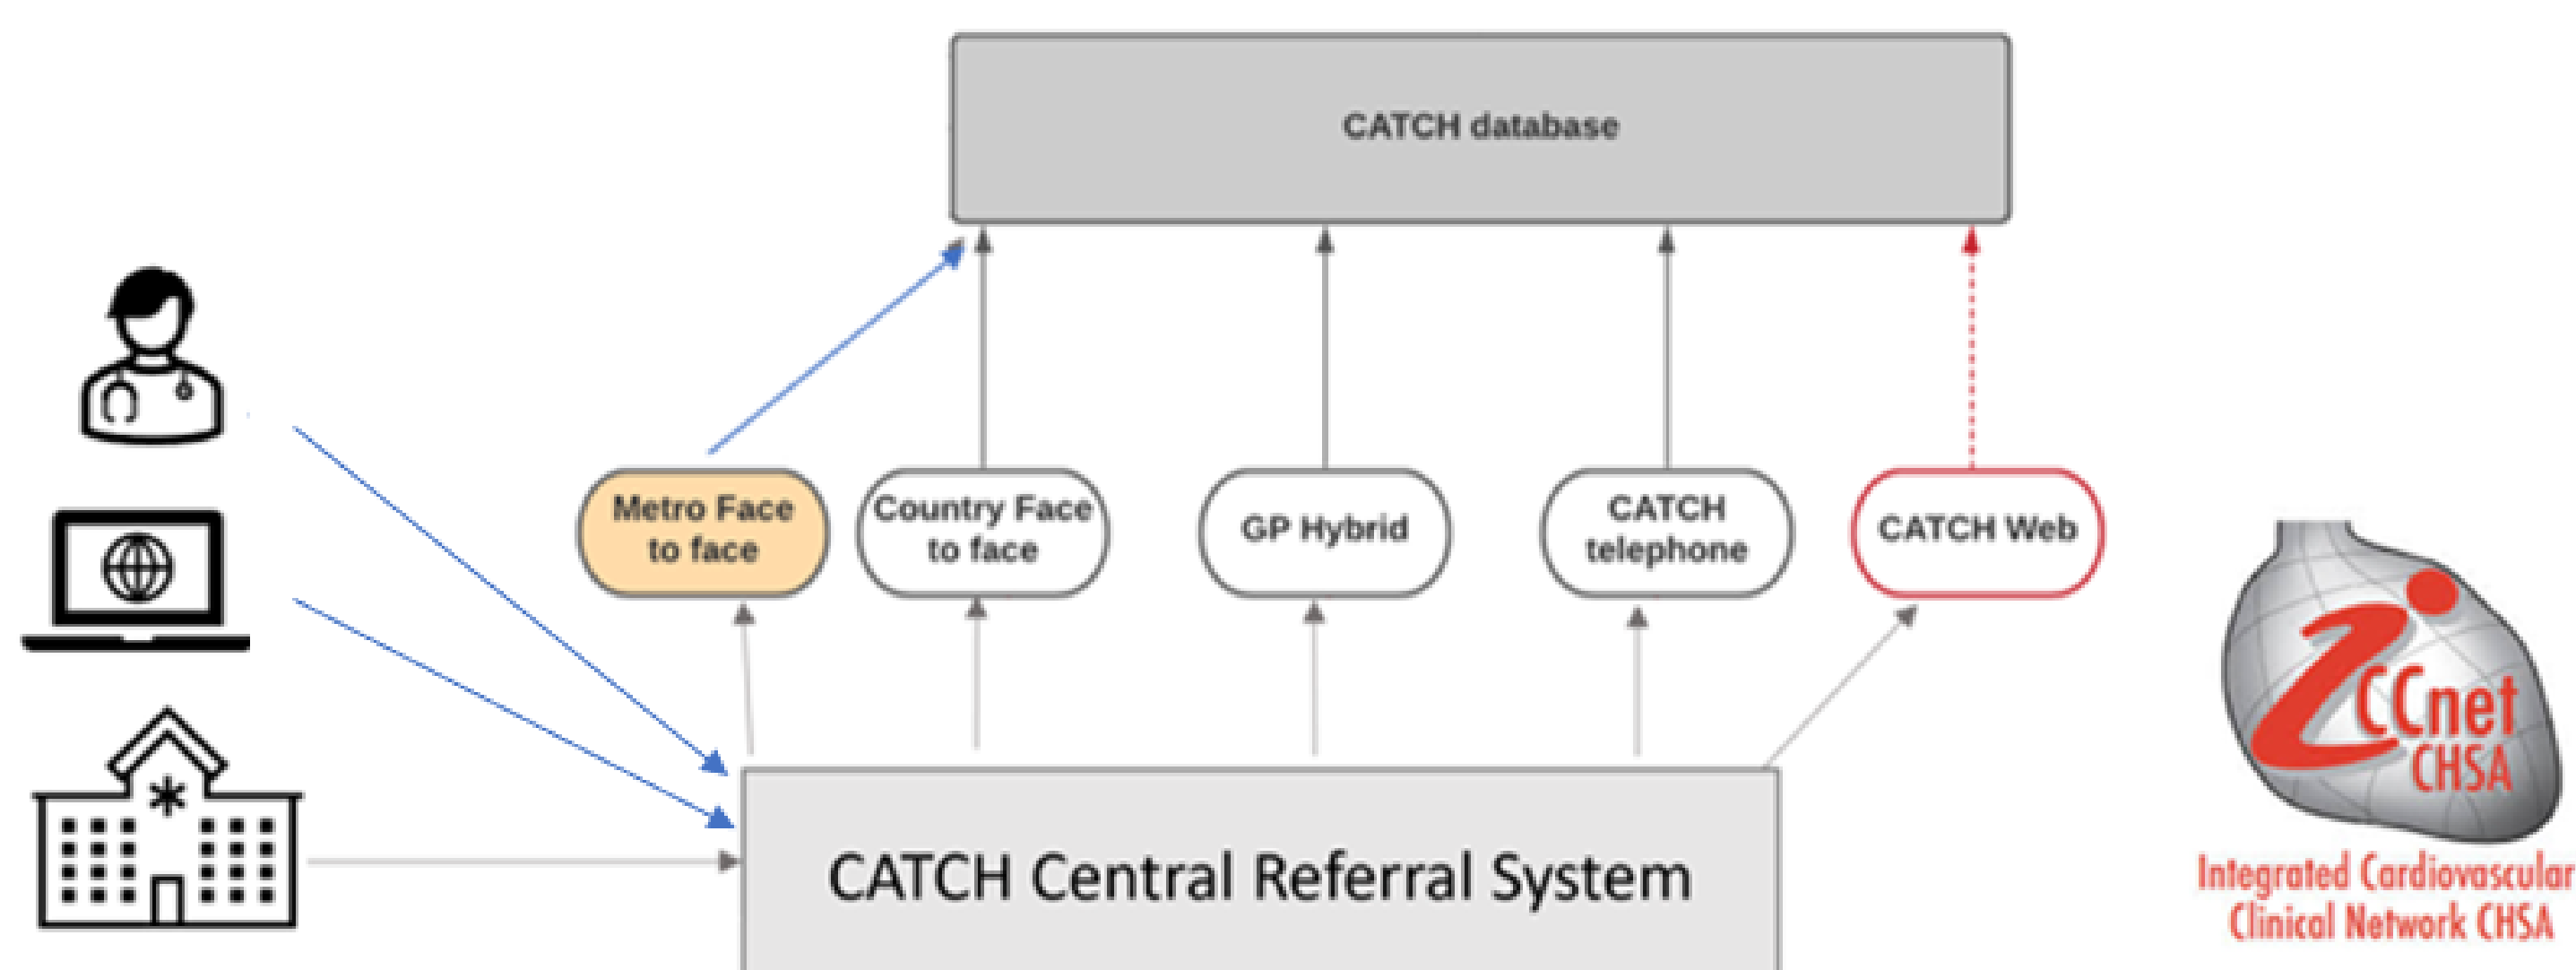 CATCH database
Metro Face
to face
Country Face
to face
GP Hybrid
CATCH
telephone
CATCH Web
CATCH Central Referral System
iCCnet
CHSA
Integrated Cardiovascular
Clinical Network CHSA